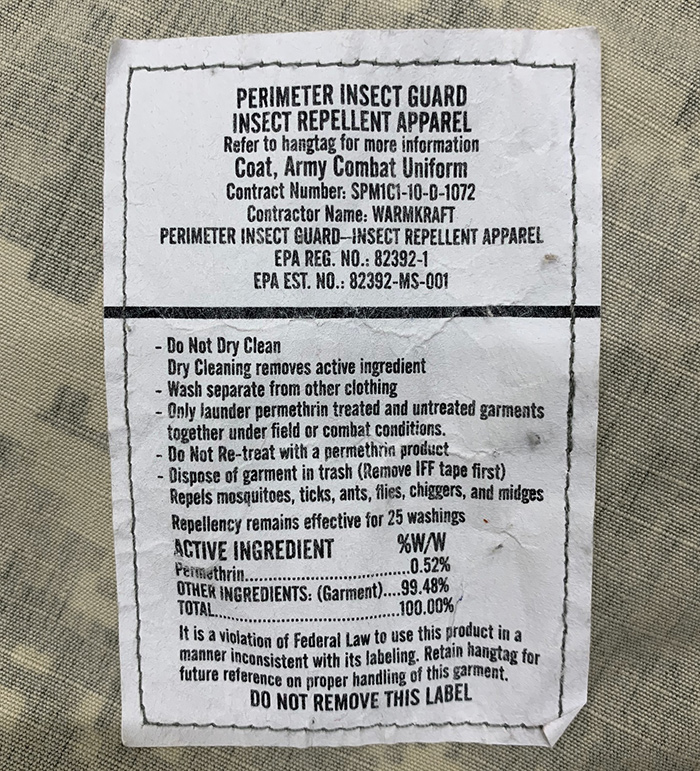 PERIMETER INSECT GUARD
INSECT REPELLENT APPAREL
Refer to hangtag for more information
Coat, Army Combat Uniform
Contract Number: SPM1C1-10-D-1072
Contractor Name: WARMKRAFT
PERIMETER INSECT GUARD—INSECT REPELLENT APPAREL
EPA REG. NO.: 82392-1
EPA EST. NO.: 82392-MS-001
- Do Not Dry Clean
Dry Cleaning removes active ingredient
- Wash separate from other clothing
- Only launder permethrin treated and untreated garments
together under field or combat conditions.
- Do Not Re-treat with a permethrin product
- Dispose of garment in trash (Remove IFF tape first)
Repels mosquitoes, ticks, ants, flies, chiggers, and midges
Repellency remains effective for 25 washings
ACTIVE INGREDIENT %W/W
Permethrin..............................0.52%
OTHER INGREDIENTS: (Garment)....99.48%
TOTAL...................................100.00%
It is a violation of Federal Law to use this product in a
manner inconsistent with its labeling. Retain hangtag for
future reference on proper handling of this garment.
DO NOT REMOVE THIS LABEL